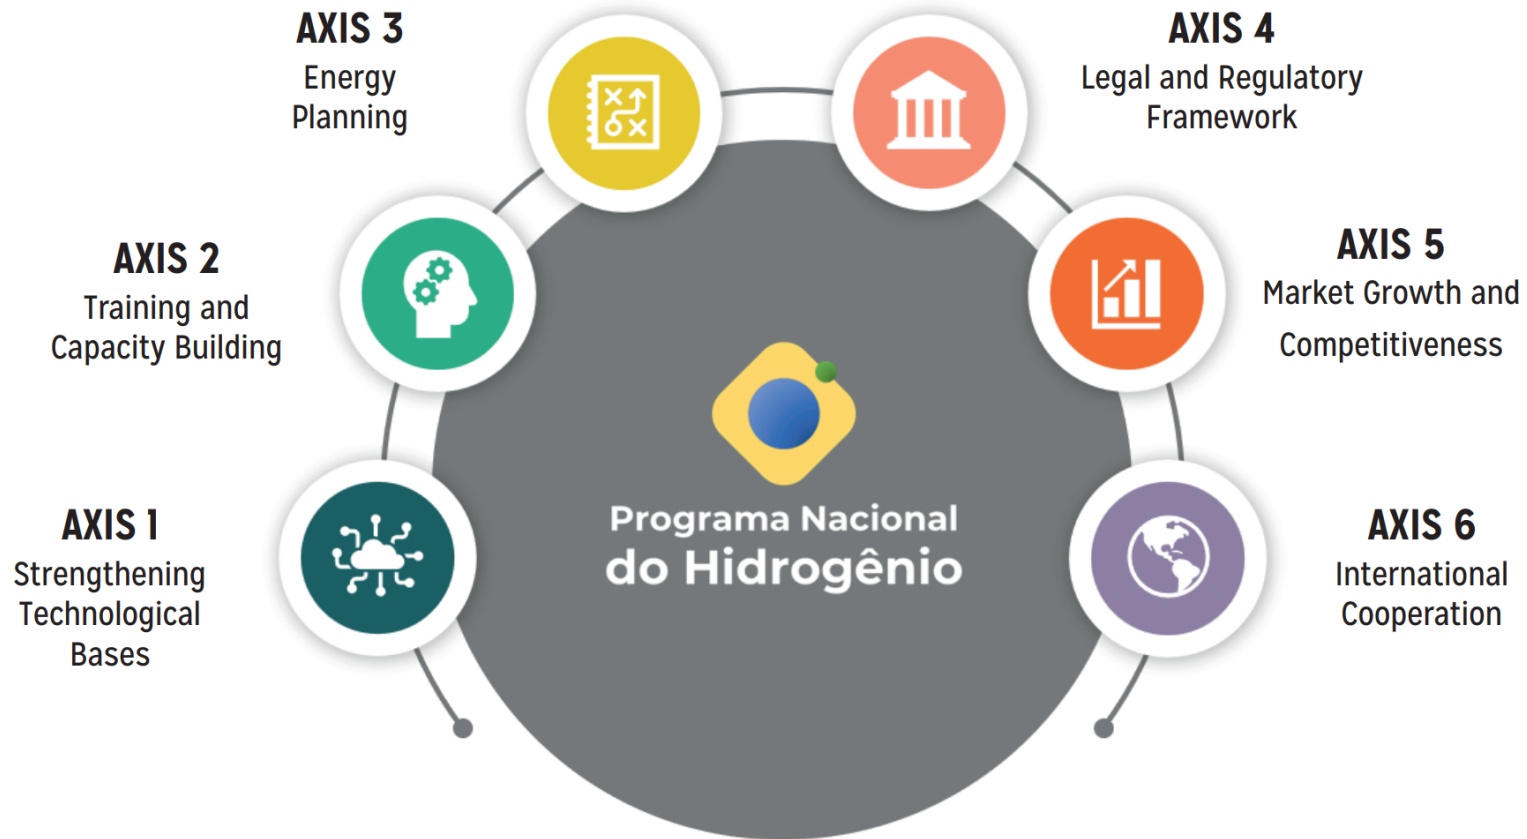 AXIS 1
Strengthening
Technological
Bases
AXIS 2
Training and
Capacity Building
AXIS 3
Energy
Planning
AXIS 4
Legal and Regulatory
Framework
AXIS 5
Market Growth and
Competitiveness
AXIS 6
International
Cooperation
Programa Nacional
do Hidrogênio